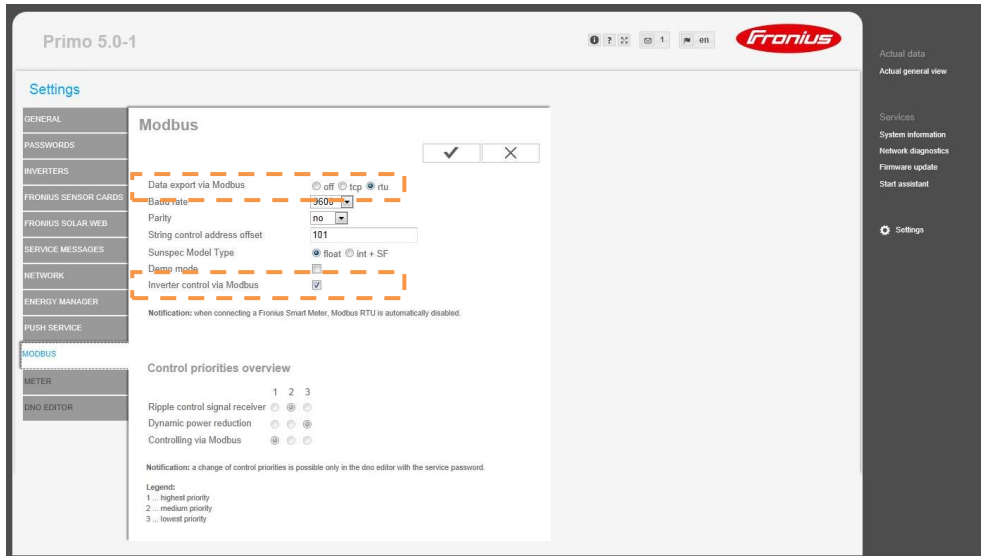 Primo 5.0-1
1
en
Fronius
Settings
GENERAL
PASSWORDS
INVERTERS
FRONIUS SENSOR CARDS
FRONIUS SOLAR.WEB
SERVICE MESSAGES
NETWORK
ENERGY MANAGER
PUSH SERVICE
MODBUS
METER
DNO EDITOR
Modbus
Data export via Modbus off tcp rtu
Baud rate 9600
Parity no
String control address offset 101
Sunspec Model Type float int + SF
Demo mode
Inverter control via Modbus
Notification: when connecting a Fronius Smart Meter, Modbus RTU is automatically disabled.
Control priorities overview
1 2 3
Ripple control signal receiver
Dynamic power reduction
Controlling via Modbus
Notification: a change of control priorities is possible only in the dno editor with the service password.
Legend:
1 ... highest priority
2 ... medium priority
3 ... lowest priority
Actual data
Actual general view
Services
System information
Network diagnostics
Firmware update
Start assistant
Settings